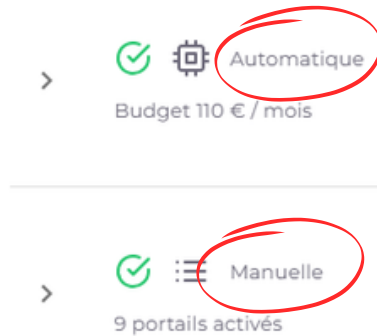 Automatique
Budget 110 € / mois
Manuelle
9 portails activés